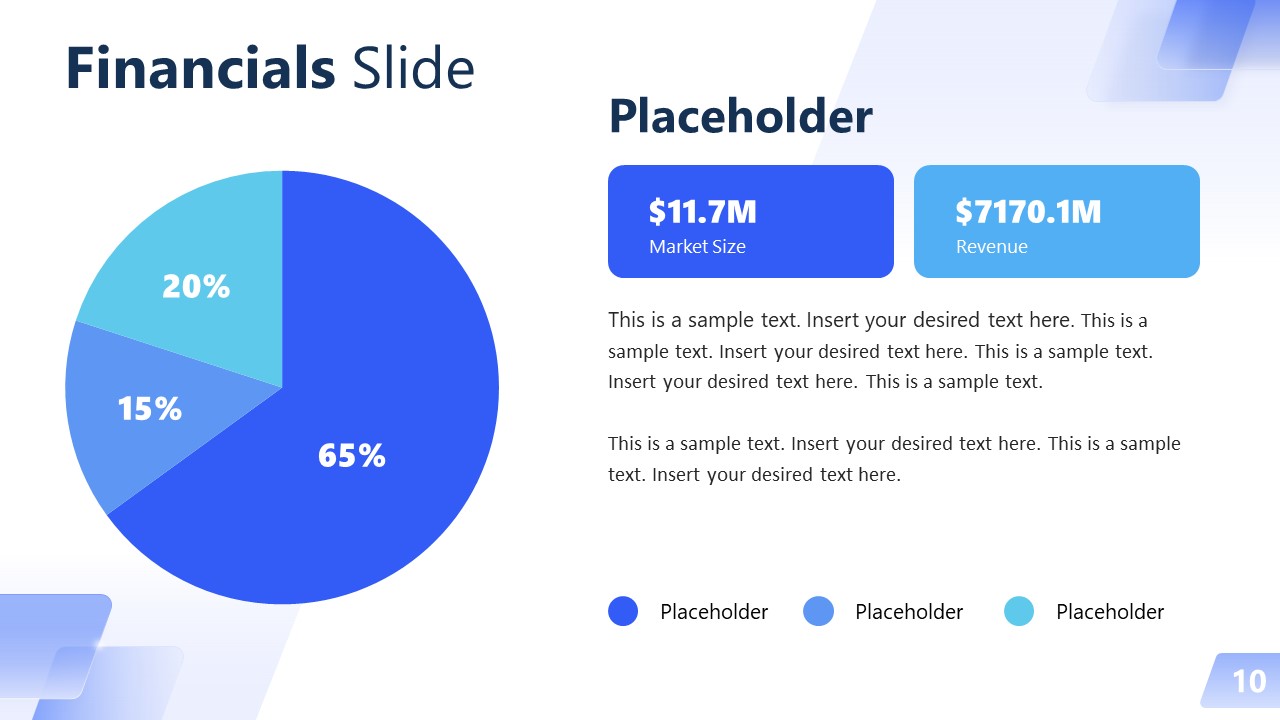 Financials Slide
Placeholder
$11.7M
Market Size
$7170.1M
Revenue
20%
15%
65%
This is a sample text. Insert your desired text here. This is a
sample text. Insert your desired text here. This is a sample text.
Insert your desired text here. This is a sample text.
This is a sample text. Insert your desired text here. This is a sample
text. Insert your desired text here.
Placeholder
Placeholder
Placeholder
10